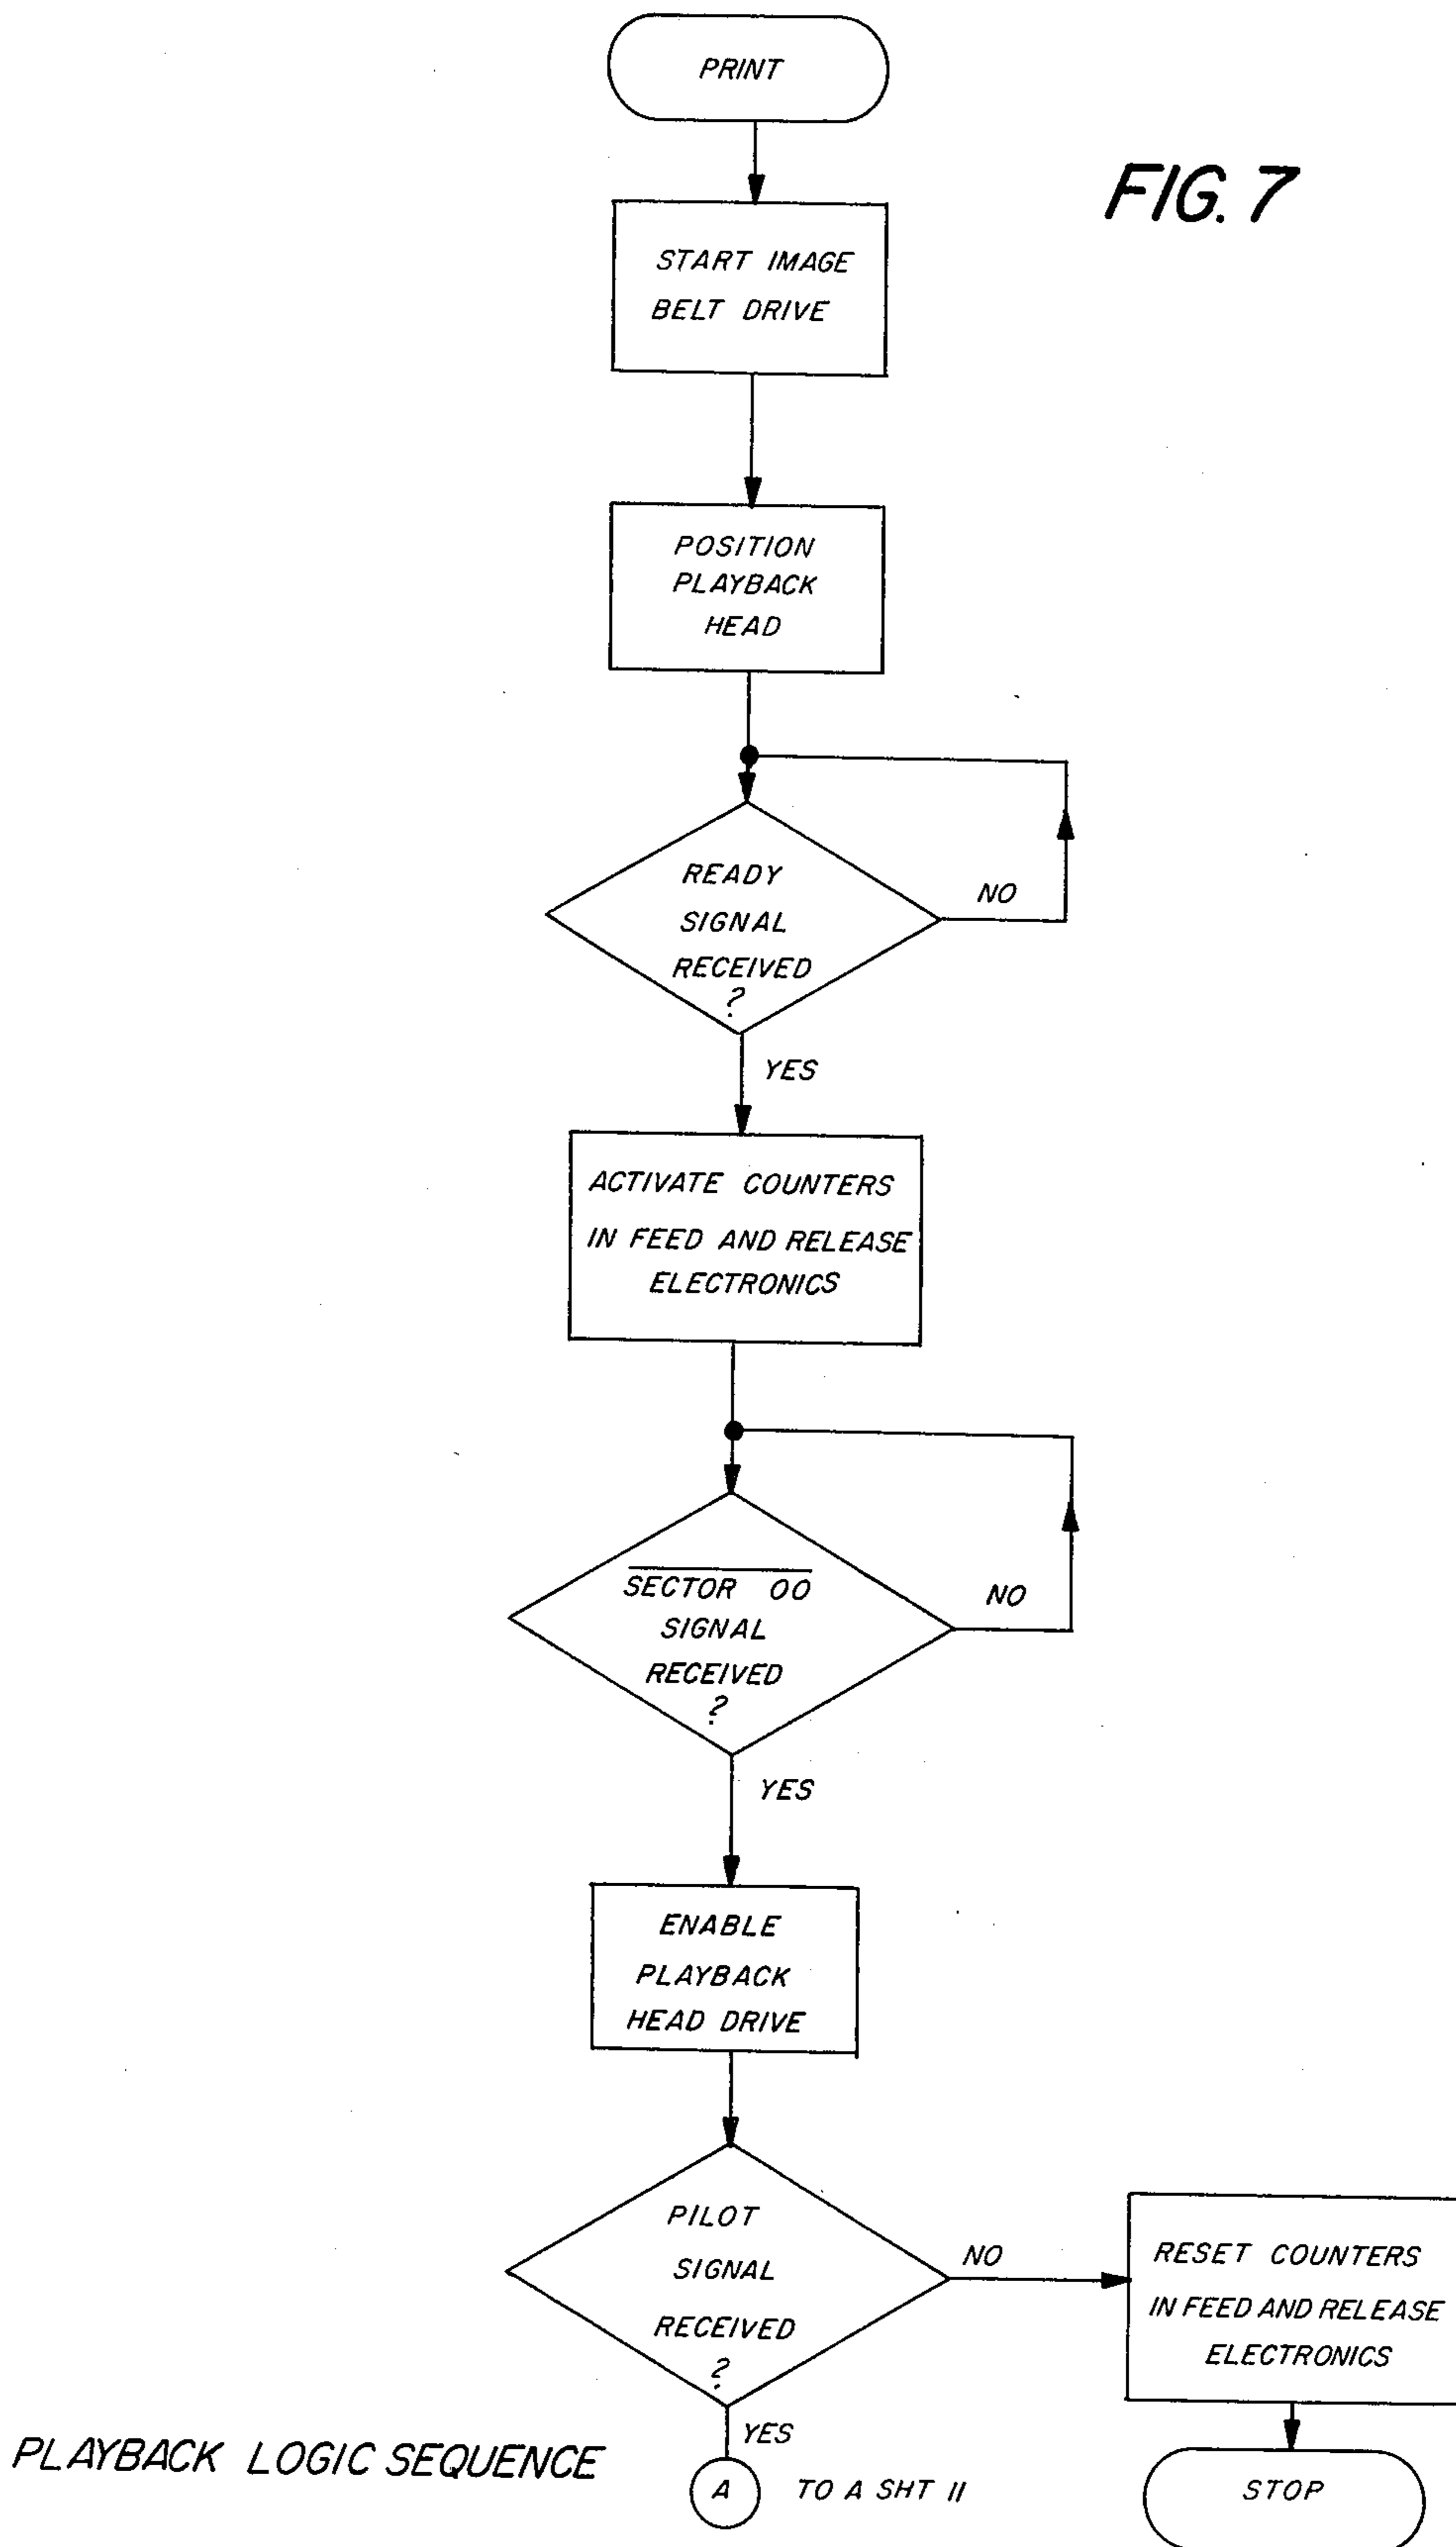 PRINT
FIG. 7
START IMAGE
BELT DRIVE
POSITION
PLAYBACK
HEAD
READY
SIGNAL
RECEIVED
?
NO
YES
ACTIVATE COUNTERS
IN FEED AND RELEASE
ELECTRONICS
SECTOR 00
SIGNAL
RECEIVED
?
NO
YES
ENABLE
PLAYBACK
HEAD DRIVE
PILOT
SIGNAL
RECEIVED
?
NO
RESET COUNTERS
IN FEED AND RELEASE
ELECTRONICS
YES
PLAYBACK LOGIC SEQUENCE
A
TO A SHT 11
STOP